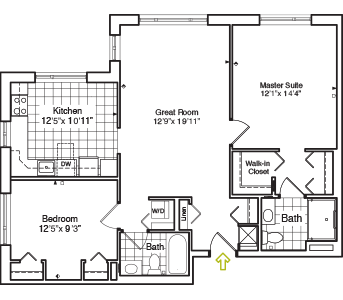 Master Suite
12'1"x 14'4"
Kitchen
12'5"x 10'11"
Great Room
12'9"x 19'11"
DW
Walk-in
Closet
Bedroom
12'5"x 9'3"
W/D
Linen
Bath
Bath